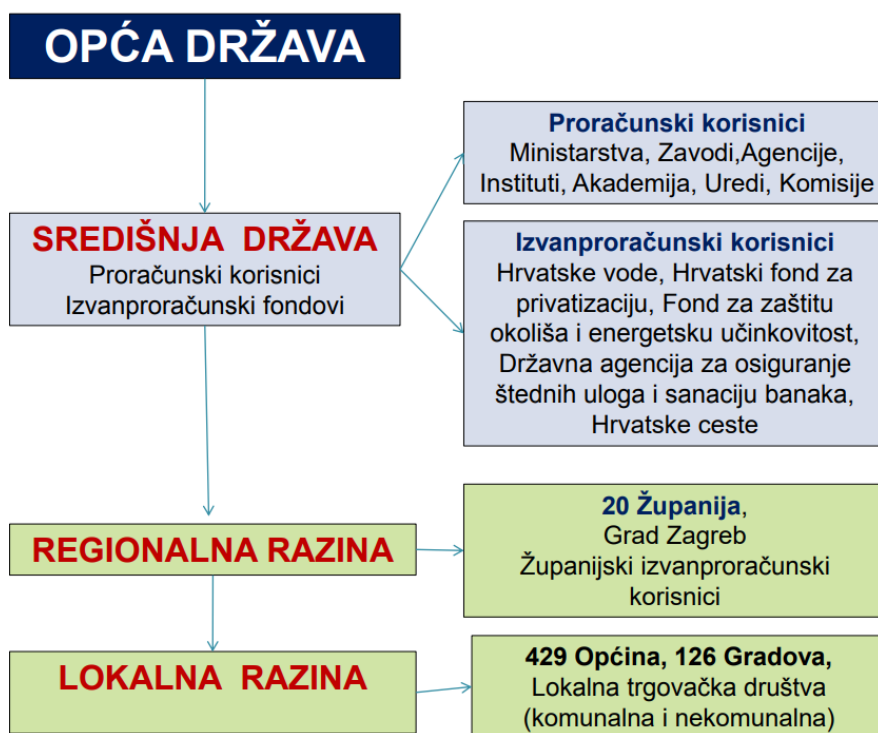 OPĆA DRŽAVA
Proračunski korisnici
Ministarstva, Zavodi,Agencije,
Instituti, Akademija, Uredi, Komisije
SREDIŠNJA DRŽAVA
Proračunski korisnici
Izvanproračunski fondovi
Izvanproračunski korisnici
Hrvatske vode, Hrvatski fond za
privatizaciju, Fond za zaštitu
okoliša i energetsku učinkovitost,
Državna agencija za osiguranje
štednih uloga i sanaciju banaka,
Hrvatske ceste
REGIONALNA RAZINA
20 Županija,
Grad Zagreb
Županijski izvanproračunski
korisnici
LOKALNA RAZINA
429 Općina, 126 Gradova,
Lokalna trgovačka društva
(komunalna i nekomunalna)